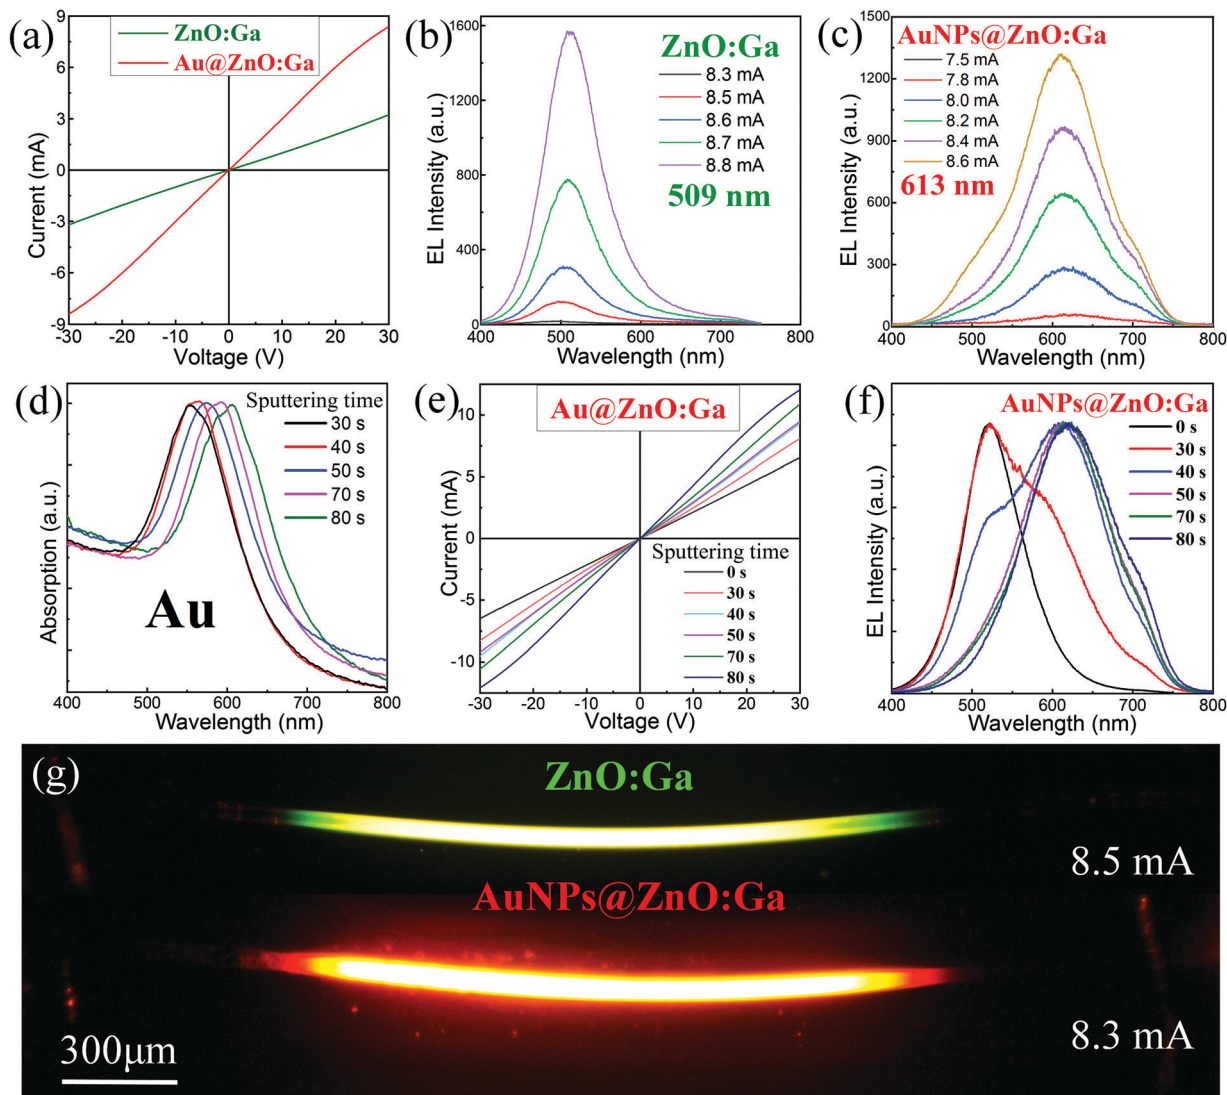 (a)
ZnO:Ga
Au@ZnO:Ga
Current (mA)
9
6
3
0
-3
-6
-9
-30 -20 -10 0 10 20 30
Voltage (V)
(b)
ZnO:Ga
8.3 mA
8.5 mA
8.6 mA
8.7 mA
8.8 mA
509 nm
EL Intensity (a.u.)
1600
1200
800
400
0
400 500 600 700 800
Wavelength (nm)
(c)
AuNPs@ZnO:Ga
7.5 mA
7.8 mA
8.0 mA
8.2 mA
8.4 mA
8.6 mA
613 nm
EL Intensity (a.u.)
1500
1200
900
600
300
0
400 500 600 700 800
Wavelength (nm)
(d)
Sputtering time
30 s
40 s
50 s
70 s
80 s
Au
Absorption (a.u.)
400 500 600 700 800
Wavelength (nm)
(e)
Au@ZnO:Ga
Current (mA)
10
5
0
-5
-10
Sputtering time
0 s
30 s
40 s
50 s
70 s
80 s
-30 -20 -10 0 10 20 30
Voltage (V)
(f)
AuNPs@ZnO:Ga
0 s
30 s
40 s
50 s
70 s
80 s
EL Intensity (a.u.)
400 500 600 700 800
Wavelength (nm)
(g)
ZnO:Ga
8.5 mA
AuNPs@ZnO:Ga
8.3 mA
300μm